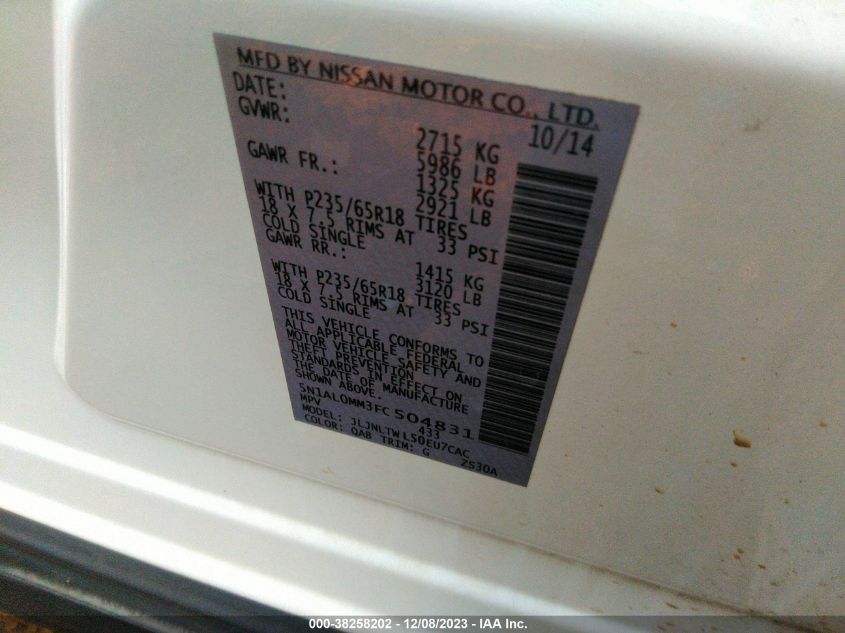 MFD BY NISSAN MOTOR CO., LTD.
DATE: 10/14
GVWR: 2715 KG
5986 LB
GAWR FR.: 1325 KG
2921 LB
WITH P235/65R18 TIRES
18 X 7.5 RIMS AT 33 PSI
COLD SINGLE
GAWR RR.: 1415 KG
3120 LB
WITH P235/65R18 TIRES
18 X 7.5 RIMS AT 33 PSI
COLD SINGLE
THIS VEHICLE CONFORMS TO
ALL APPLICABLE FEDERAL
MOTOR VEHICLE SAFETY AND
THEFT PREVENTION
STANDARDS IN EFFECT ON
THE DATE OF MANUFACTURE
SHOWN ABOVE.
5N1AL0MM3FC504831
MPV 433
MODEL: JLJNLTWL50EU7CAC
COLOR: QAB TRIM: G ZS30A
000-38258202 - 12/08/2023 - IAA Inc.